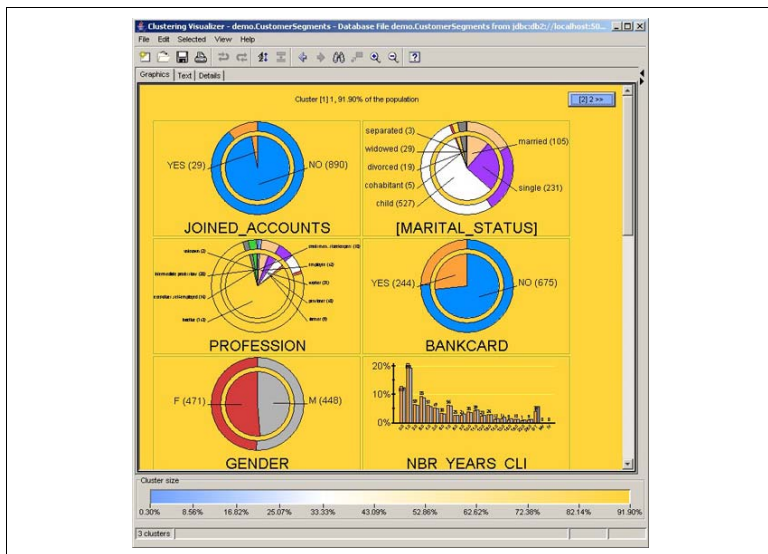 Clustering Visualizer - demo.CustomerSegments - Database File demo.CustomerSegments from jdbc:db2://localhost:50...
File Edit Selected View Help
Graphics Text Details
Cluster [1] 1, 91.90% of the population
[2] 2 >>
YES (29)
NO (890)
JOINED_ACCOUNTS
separated (3)
widowed (29)
divorced (19)
cohabitant (5)
child (527)
married (105)
single (231)
[MARITAL_STATUS]
PROFESSION
YES (244)
NO (675)
BANKCARD
F (471)
M (448)
GENDER
20%
10%
0%
NBR_YEARS_CLI
Cluster size
0.30% 8.56% 16.82% 25.07% 33.33% 43.09% 52.86% 62.62% 72.38% 82.14% 91.90%
3 clusters